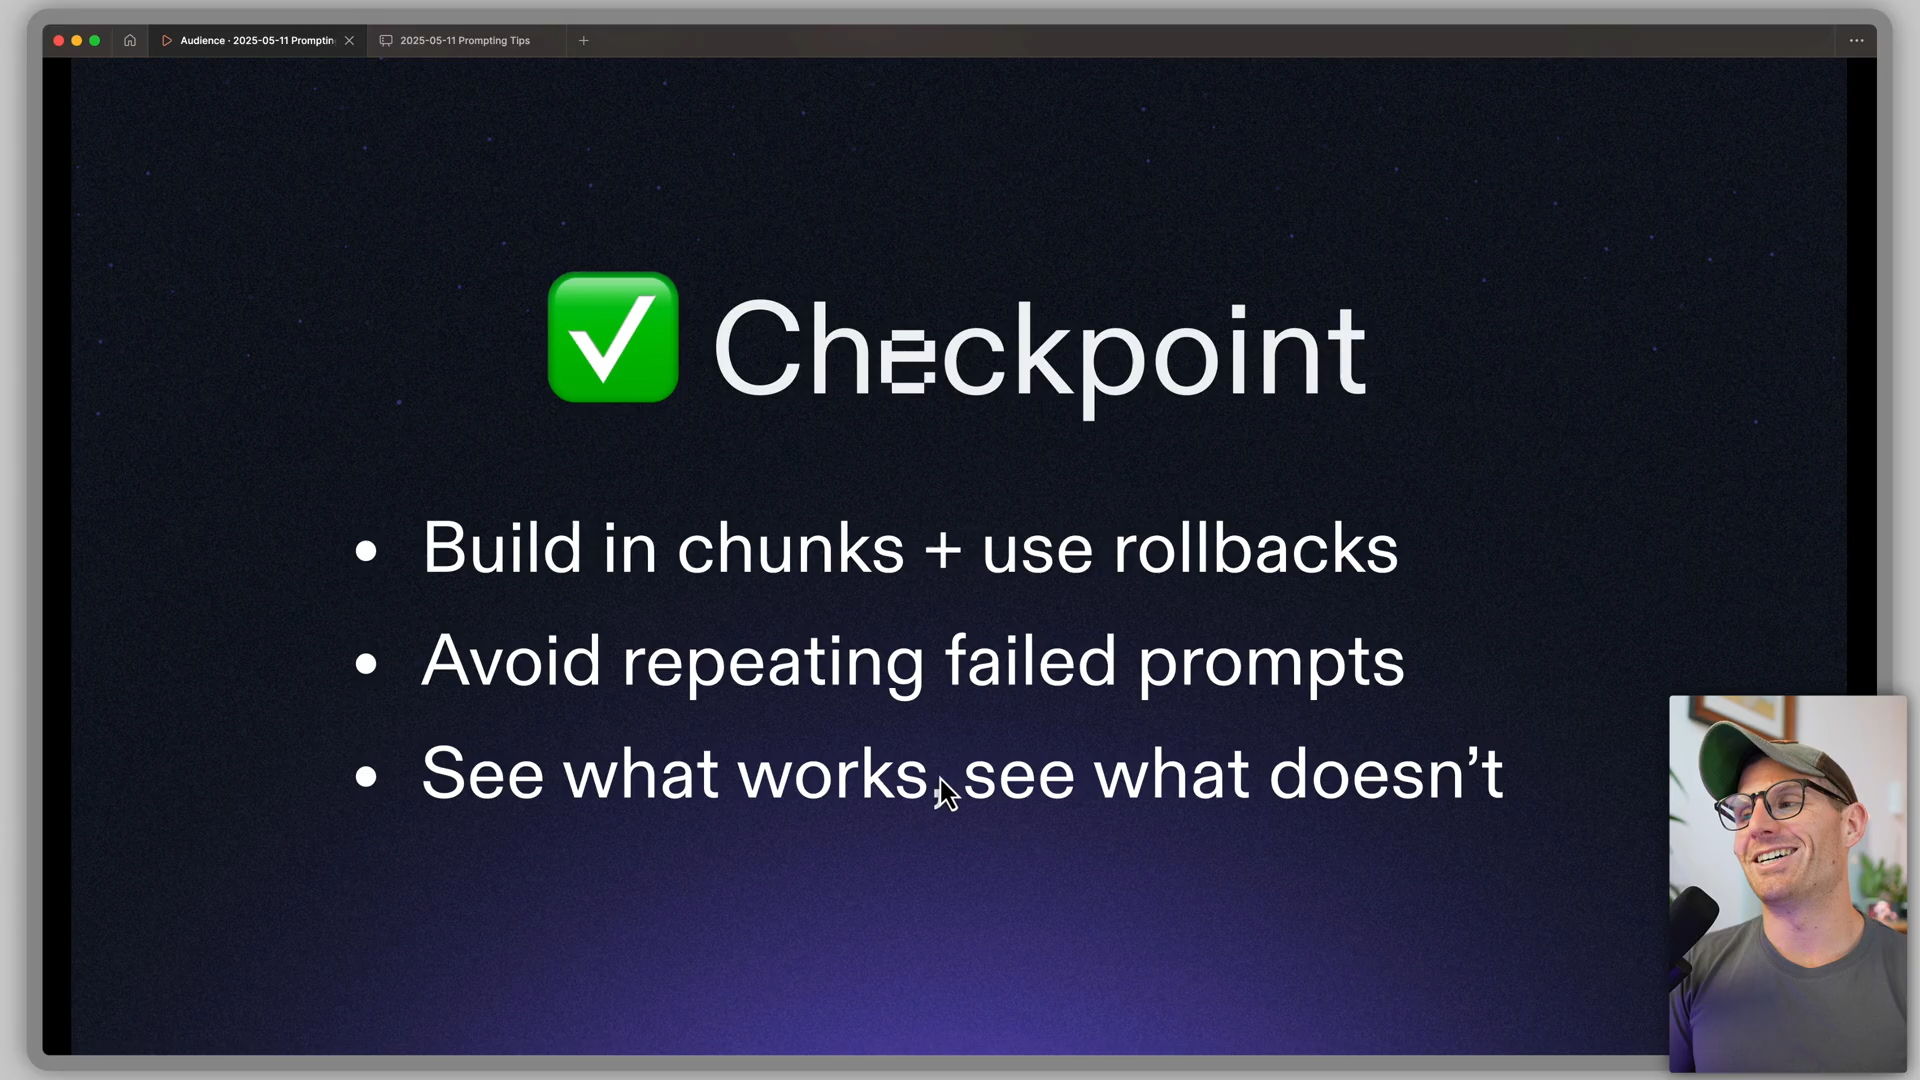 Audience · 2025-05-11 Promptin
2025-05-11 Prompting Tips
✅ Checkpoint
• Build in chunks + use rollbacks
• Avoid repeating failed prompts
• See what works, see what doesn’t